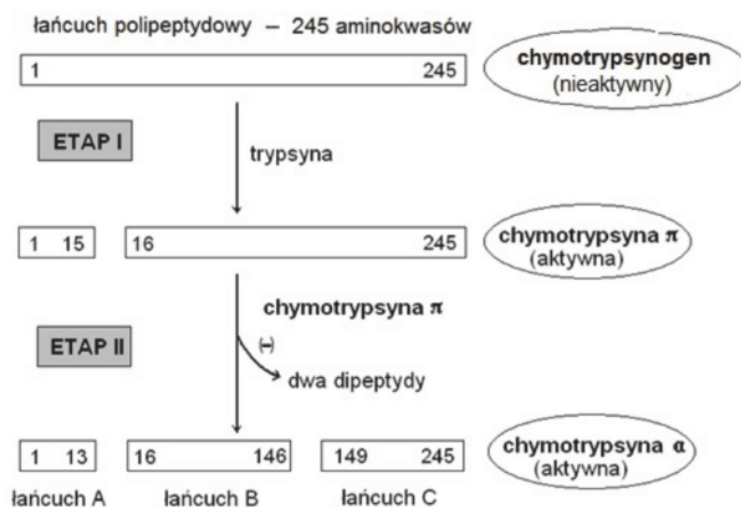 łańcuch polipeptydowy – 245 aminokwasów
1 245
chymotrypsynogen
(nieaktywny)
ETAP I
trypsyna
1 15 16 245
chymotrypsyna π
(aktywna)
chymotrypsyna π
ETAP II
(-)
dwa dipeptydy
1 13 16 146 149 245
chymotrypsyna α
(aktywna)
łańcuch A łańcuch B łańcuch C